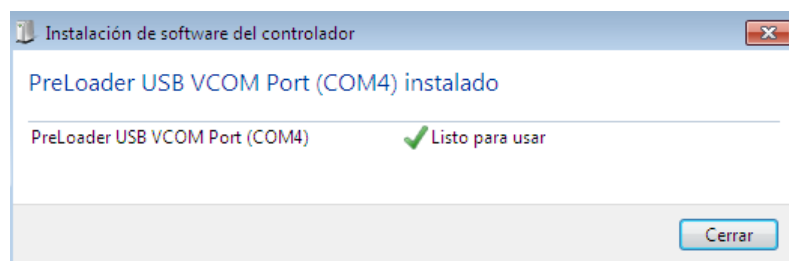 Instalación de software del controlador
PreLoader USB VCOM Port (COM4) instalado
PreLoader USB VCOM Port (COM4) Listo para usar
Cerrar